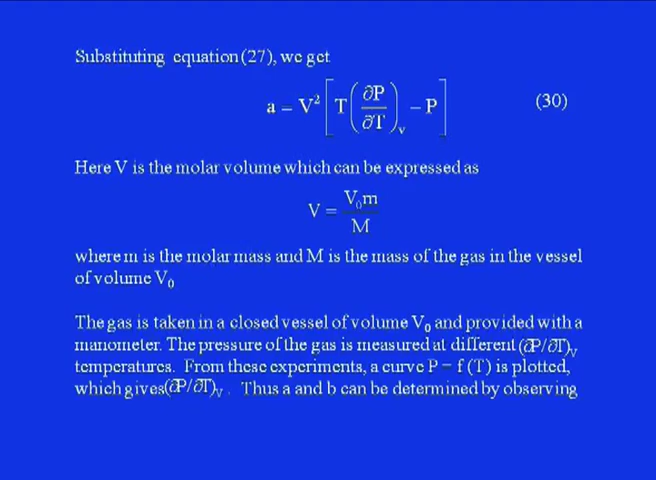 Substituting equation (27), we get
a = V² [ T (∂P/∂T)ᵥ − P ] (30)
Here V is the molar volume which can be expressed as
V = V₀m / M
where m is the molar mass and M is the mass of the gas in the vessel
of volume V₀
The gas is taken in a closed vessel of volume V₀ and provided with a
manometer. The pressure of the gas is measured at different (∂P/∂T)ᵥ
temperatures. From these experiments, a curve P = f (T) is plotted,
which gives (∂P/∂T)ᵥ . Thus a and b can be determined by observing